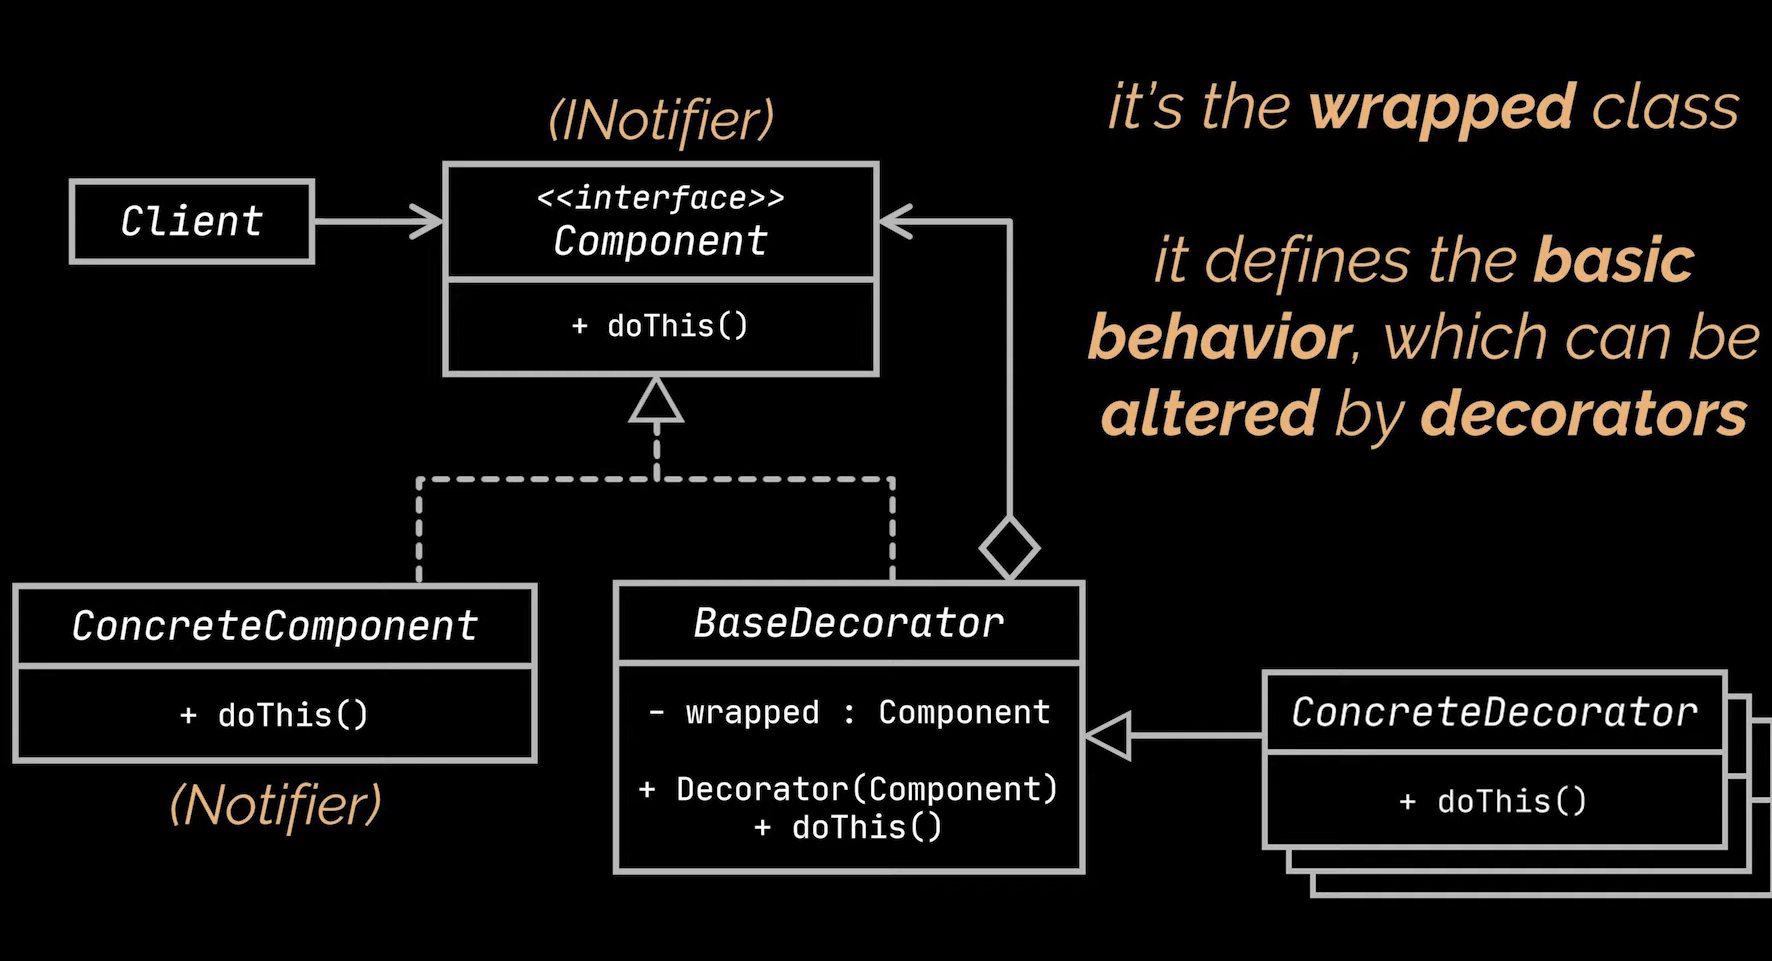 it's the wrapped class
(INotifier)
<<interface>>
Component
Client
+ doThis()
it defines the basic
behavior, which can be
altered by decorators
ConcreteComponent
+ doThis()
(Notifier)
BaseDecorator
- wrapped : Component
+ Decorator(Component)
+ doThis()
ConcreteDecorator
+ doThis()